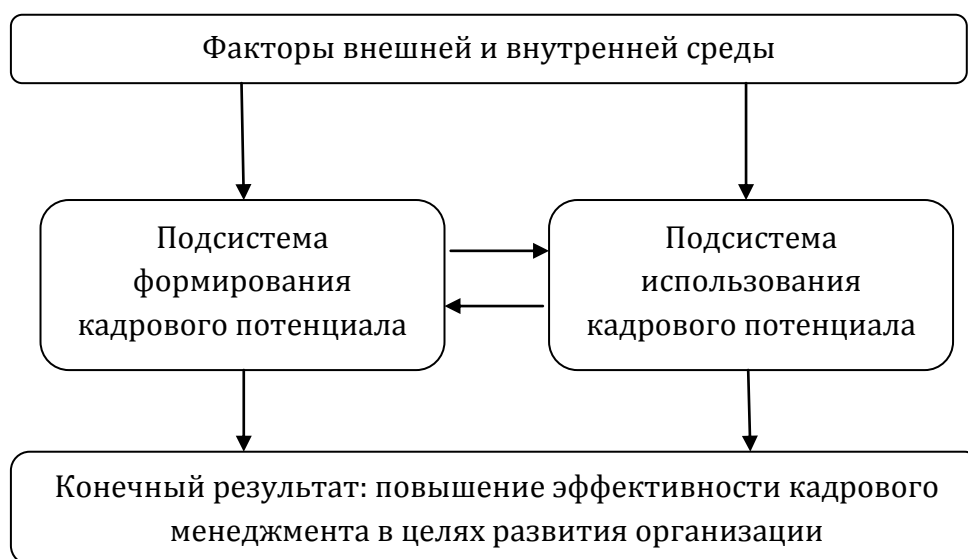 Факторы внешней и внутренней среды
Подсистема
формирования
кадрового потенциала
Подсистема
использования
кадрового потенциала
Конечный результат: повышение эффективности кадрового
менеджмента в целях развития организации